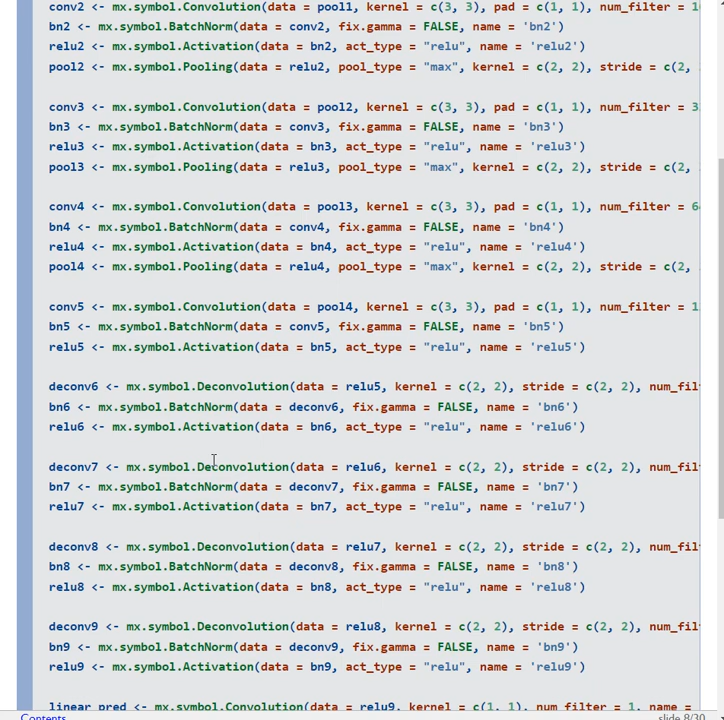 conv2 <- mx.symbol.Convolution(data = pool1, kernel = c(3, 3), pad = c(1, 1), num_filter = 1
bn2 <- mx.symbol.BatchNorm(data = conv2, fix.gamma = FALSE, name = 'bn2')
relu2 <- mx.symbol.Activation(data = bn2, act_type = "relu", name = 'relu2')
pool2 <- mx.symbol.Pooling(data = relu2, pool_type = "max", kernel = c(2, 2), stride = c(2,
conv3 <- mx.symbol.Convolution(data = pool2, kernel = c(3, 3), pad = c(1, 1), num_filter = 3
bn3 <- mx.symbol.BatchNorm(data = conv3, fix.gamma = FALSE, name = 'bn3')
relu3 <- mx.symbol.Activation(data = bn3, act_type = "relu", name = 'relu3')
pool3 <- mx.symbol.Pooling(data = relu3, pool_type = "max", kernel = c(2, 2), stride = c(2,
conv4 <- mx.symbol.Convolution(data = pool3, kernel = c(3, 3), pad = c(1, 1), num_filter = 6
bn4 <- mx.symbol.BatchNorm(data = conv4, fix.gamma = FALSE, name = 'bn4')
relu4 <- mx.symbol.Activation(data = bn4, act_type = "relu", name = 'relu4')
pool4 <- mx.symbol.Pooling(data = relu4, pool_type = "max", kernel = c(2, 2), stride = c(2,
conv5 <- mx.symbol.Convolution(data = pool4, kernel = c(3, 3), pad = c(1, 1), num_filter = 1
bn5 <- mx.symbol.BatchNorm(data = conv5, fix.gamma = FALSE, name = 'bn5')
relu5 <- mx.symbol.Activation(data = bn5, act_type = "relu", name = 'relu5')
deconv6 <- mx.symbol.Deconvolution(data = relu5, kernel = c(2, 2), stride = c(2, 2), num_fil
bn6 <- mx.symbol.BatchNorm(data = deconv6, fix.gamma = FALSE, name = 'bn6')
relu6 <- mx.symbol.Activation(data = bn6, act_type = "relu", name = 'relu6')
deconv7 <- mx.symbol.Deconvolution(data = relu6, kernel = c(2, 2), stride = c(2, 2), num_fil
bn7 <- mx.symbol.BatchNorm(data = deconv7, fix.gamma = FALSE, name = 'bn7')
relu7 <- mx.symbol.Activation(data = bn7, act_type = "relu", name = 'relu7')
deconv8 <- mx.symbol.Deconvolution(data = relu7, kernel = c(2, 2), stride = c(2, 2), num_fil
bn8 <- mx.symbol.BatchNorm(data = deconv8, fix.gamma = FALSE, name = 'bn8')
relu8 <- mx.symbol.Activation(data = bn8, act_type = "relu", name = 'relu8')
deconv9 <- mx.symbol.Deconvolution(data = relu8, kernel = c(2, 2), stride = c(2, 2), num_fil
bn9 <- mx.symbol.BatchNorm(data = deconv9, fix.gamma = FALSE, name = 'bn9')
relu9 <- mx.symbol.Activation(data = bn9, act_type = "relu", name = 'relu9')
linear_pred <- mx.symbol.Convolution(data = relu9, kernel = c(1, 1), num_filter = 1, name =
Contents slide 8/30